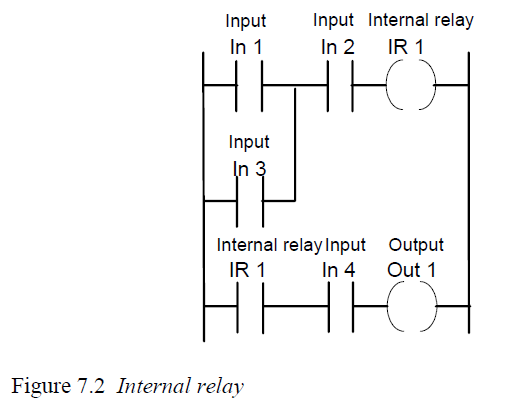 Input Input Internal relay
In 1 In 2 IR 1
Input
In 3
Internal relay Input Output
IR 1 In 4 Out 1
Figure 7.2 Internal relay